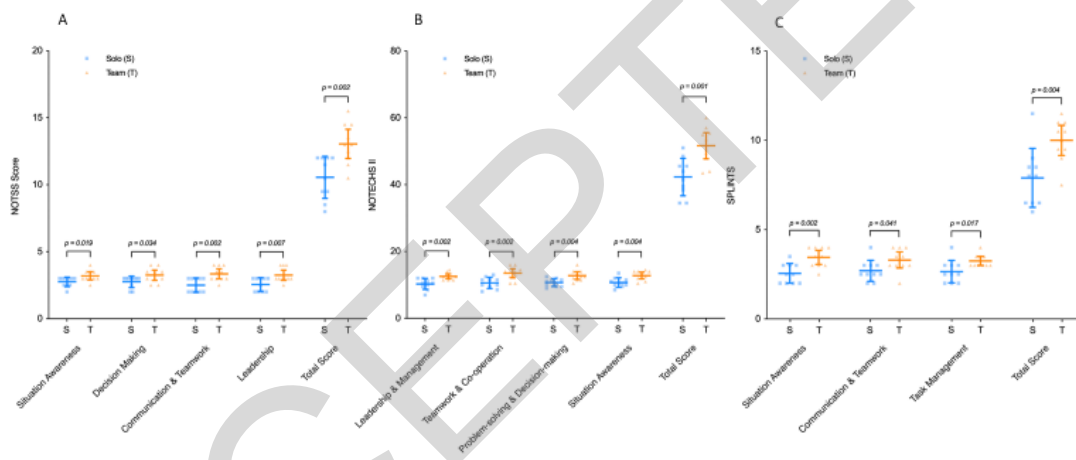 A
B
C
20
15
10
5
0
NOTSS Score
Solo (S)
Team (T)
p = 0.019
p = 0.034
p = 0.002
p = 0.007
p = 0.002
S T S T S T S T S T
Situation Awareness
Decision Making
Communication & Teamwork
Leadership
Total Score
80
60
40
20
0
NOTECHS II
Solo (S)
Team (T)
p = 0.002
p = 0.002
p = 0.004
p = 0.004
p = 0.001
S T S T S T S T S T
Leadership & Management
Teamwork & Co-operation
Problem-solving & Decision-making
Situation Awareness
Total Score
15
10
5
0
SPLINTS
Solo (S)
Team (T)
p = 0.002
p = 0.041
p = 0.017
p = 0.004
S T S T S T S T
Situation Awareness
Communication & Teamwork
Task Management
Total Score
CEPTE